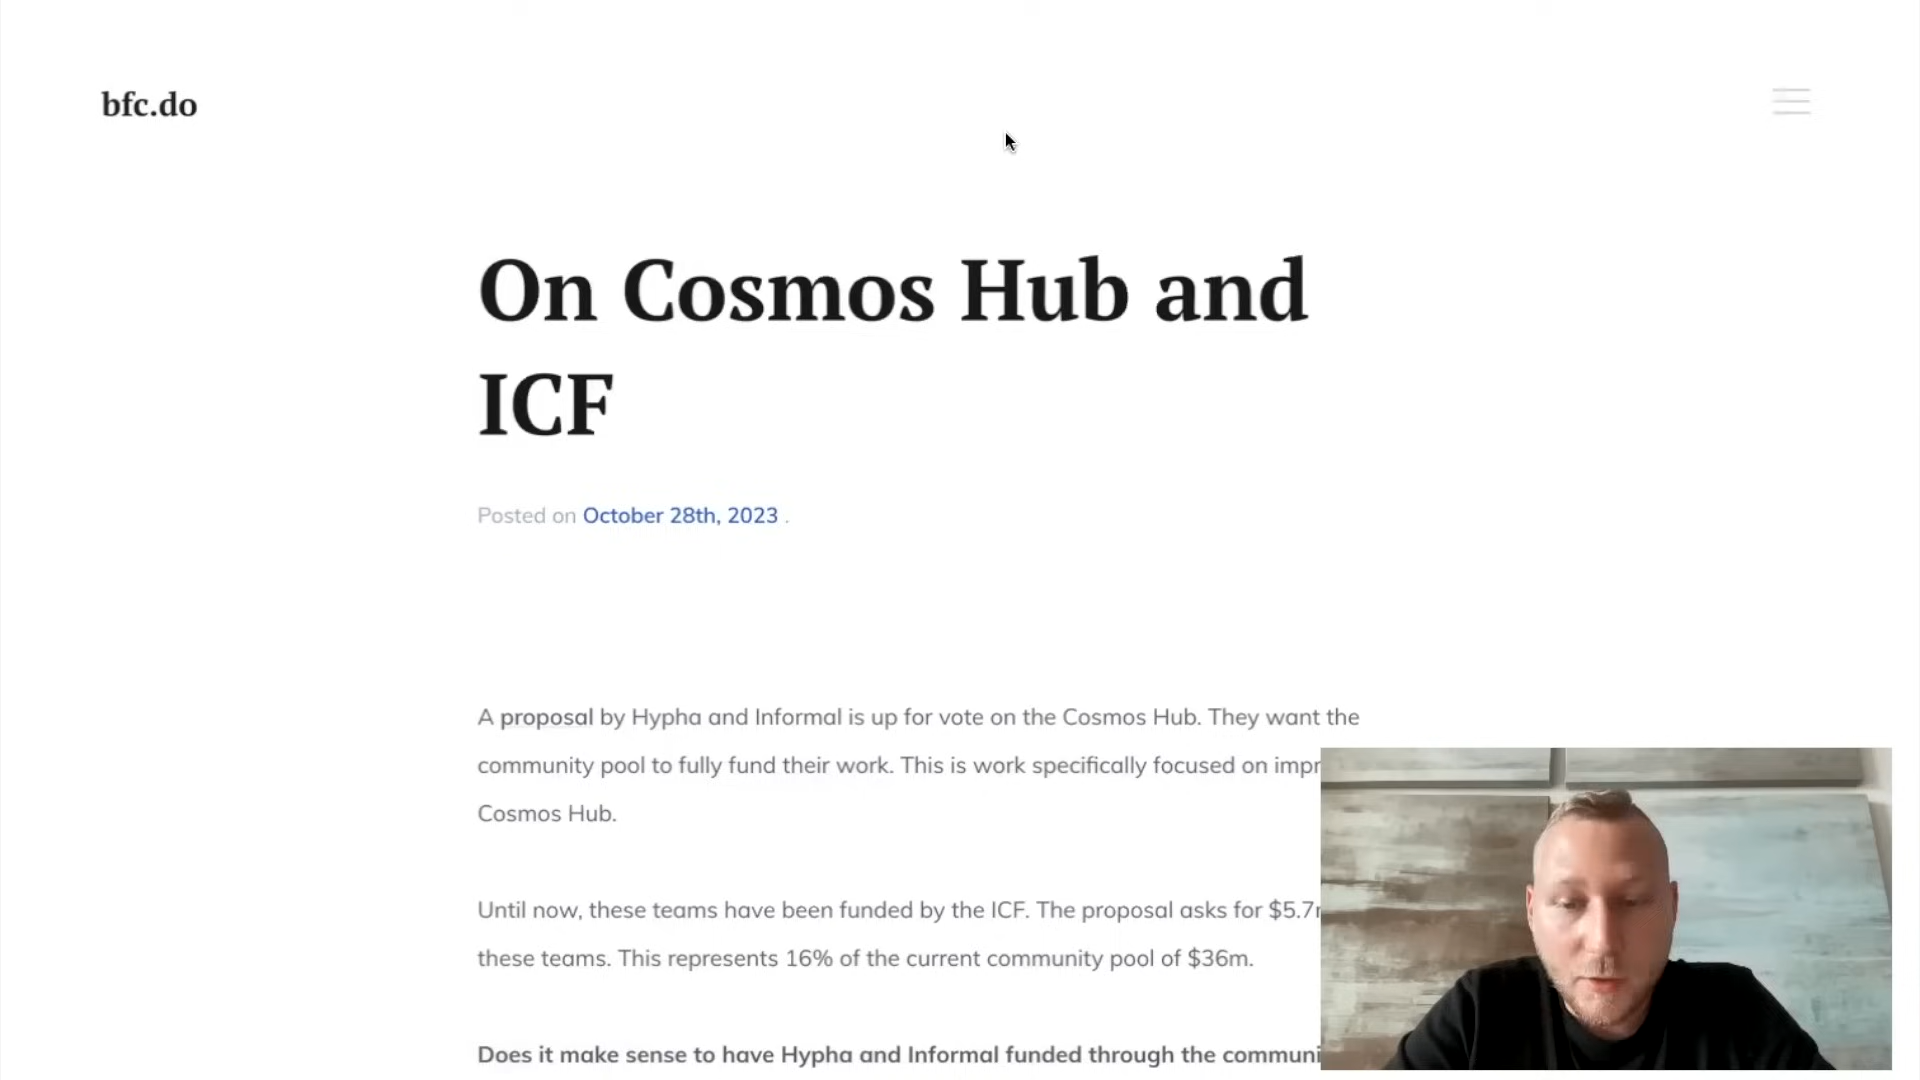 bfc.do
On Cosmos Hub and
ICF
Posted on October 28th, 2023 .
A proposal by Hypha and Informal is up for vote on the Cosmos Hub. They want the
community pool to fully fund their work. This is work specifically focused on
Cosmos Hub.
Until now, these teams have been funded by the ICF. The proposal asks for
these teams. This represents 16% of the current community pool of $36m.
Does it make sense to have Hypha and Informal funded through the